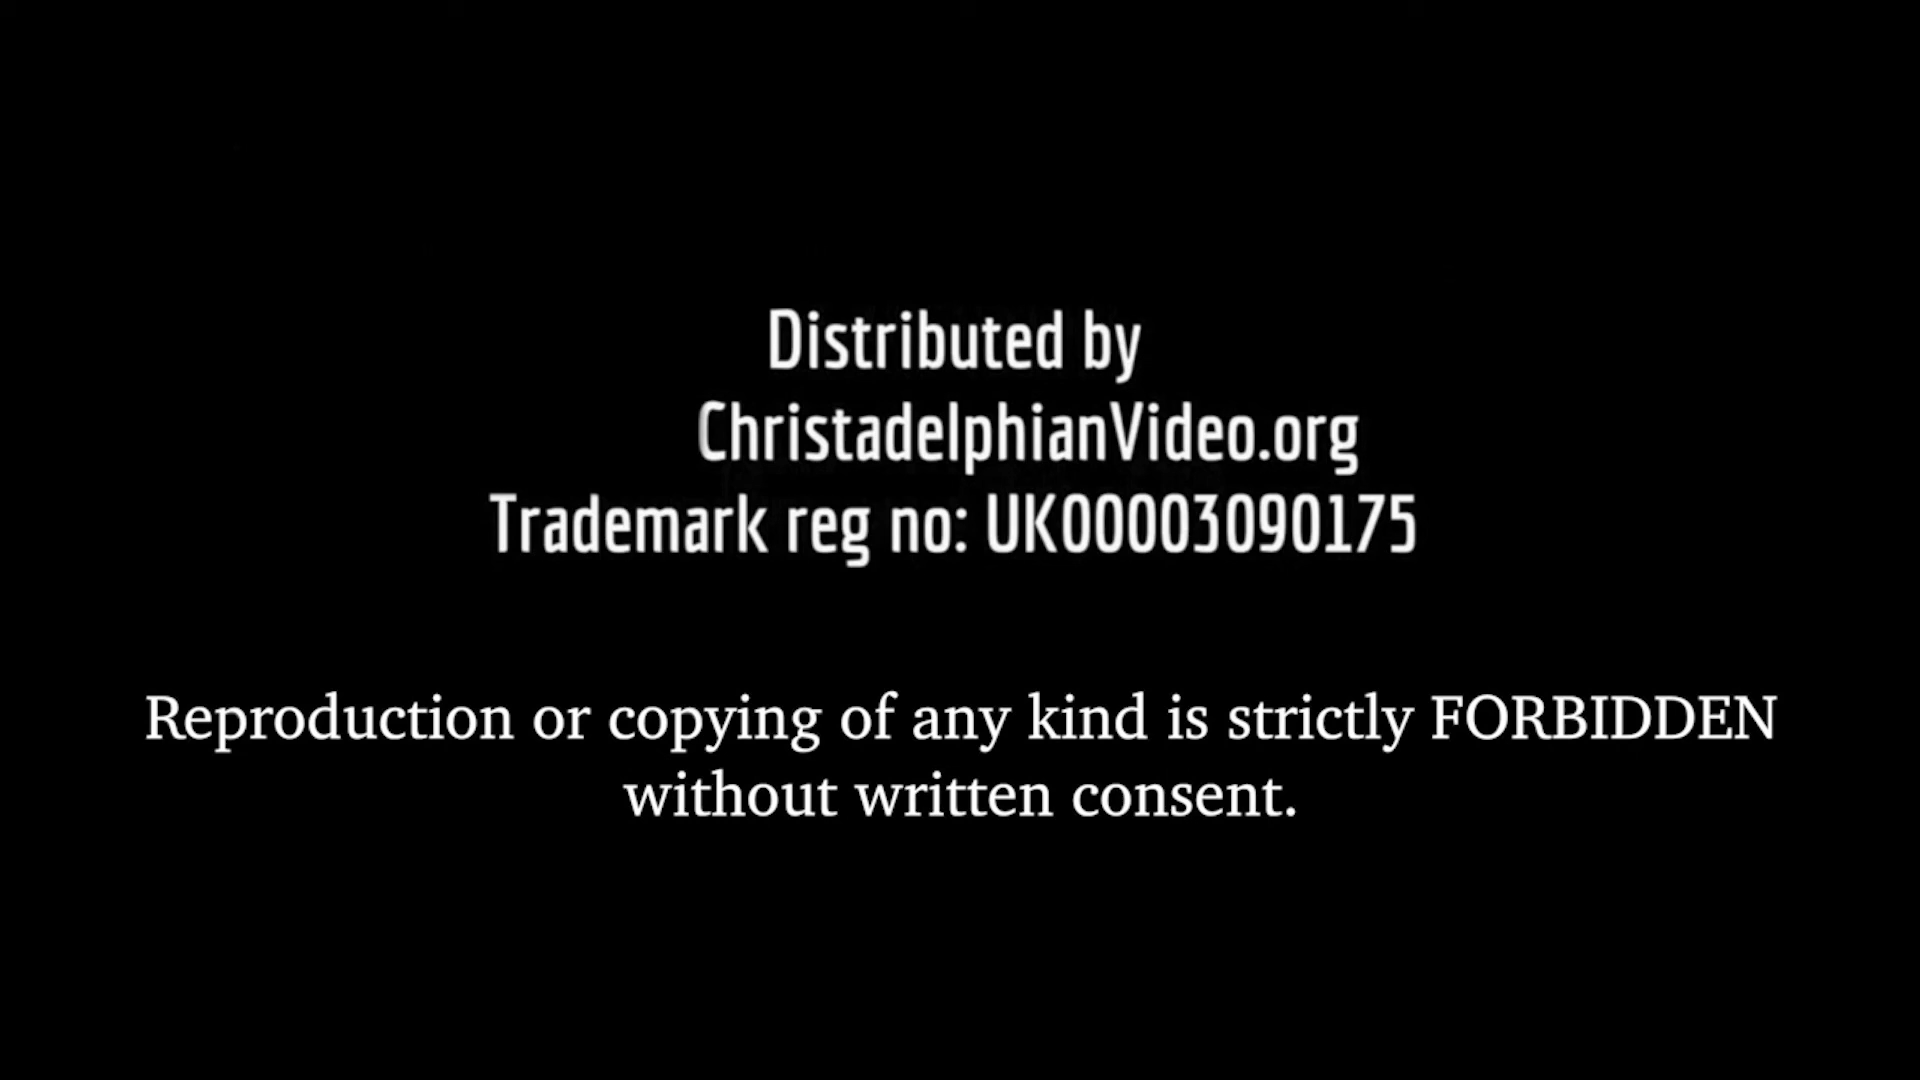 Distributed by
ChristadelphianVideo.org
Trademark reg no: UK00003090175
Reproduction or copying of any kind is strictly FORBIDDEN
without written consent.